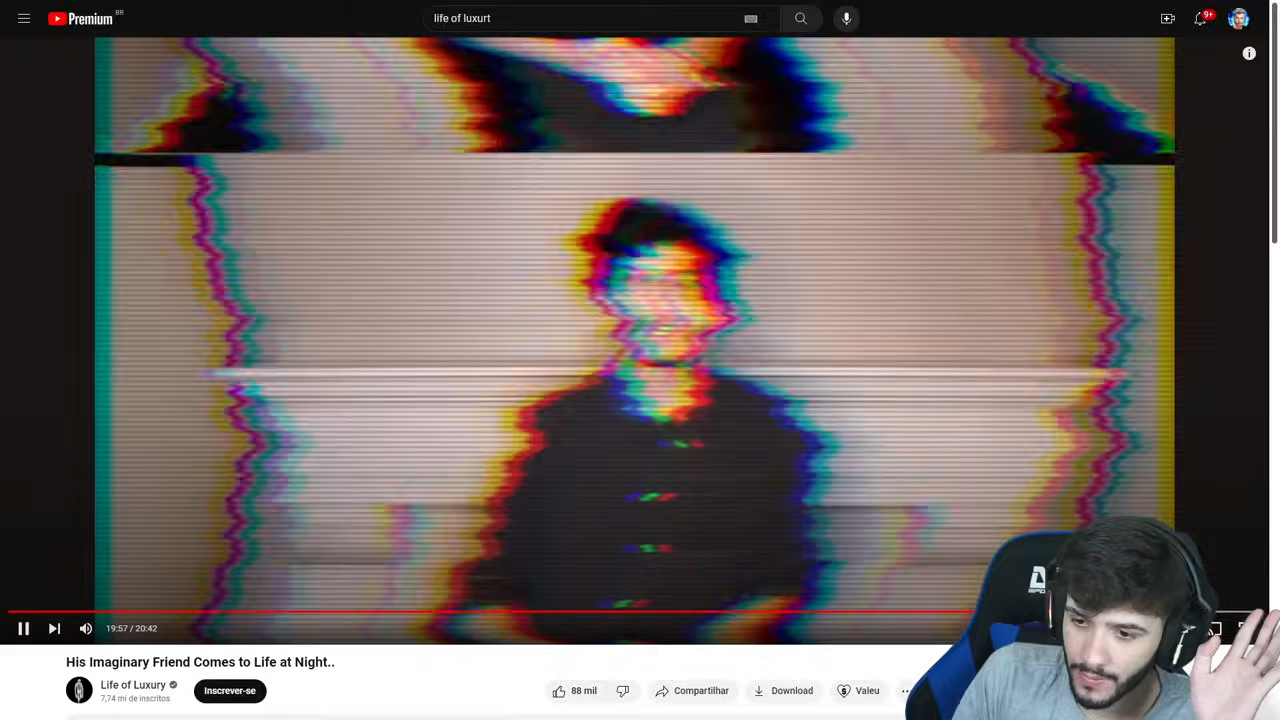 Premium BR
life of luxurt
9+
19:57 / 20:42
His Imaginary Friend Comes to Life at Night..
Life of Luxury
7,74 mi de inscritos
Inscrever-se
88 mil
Compartilhar
Download
Valeu
...